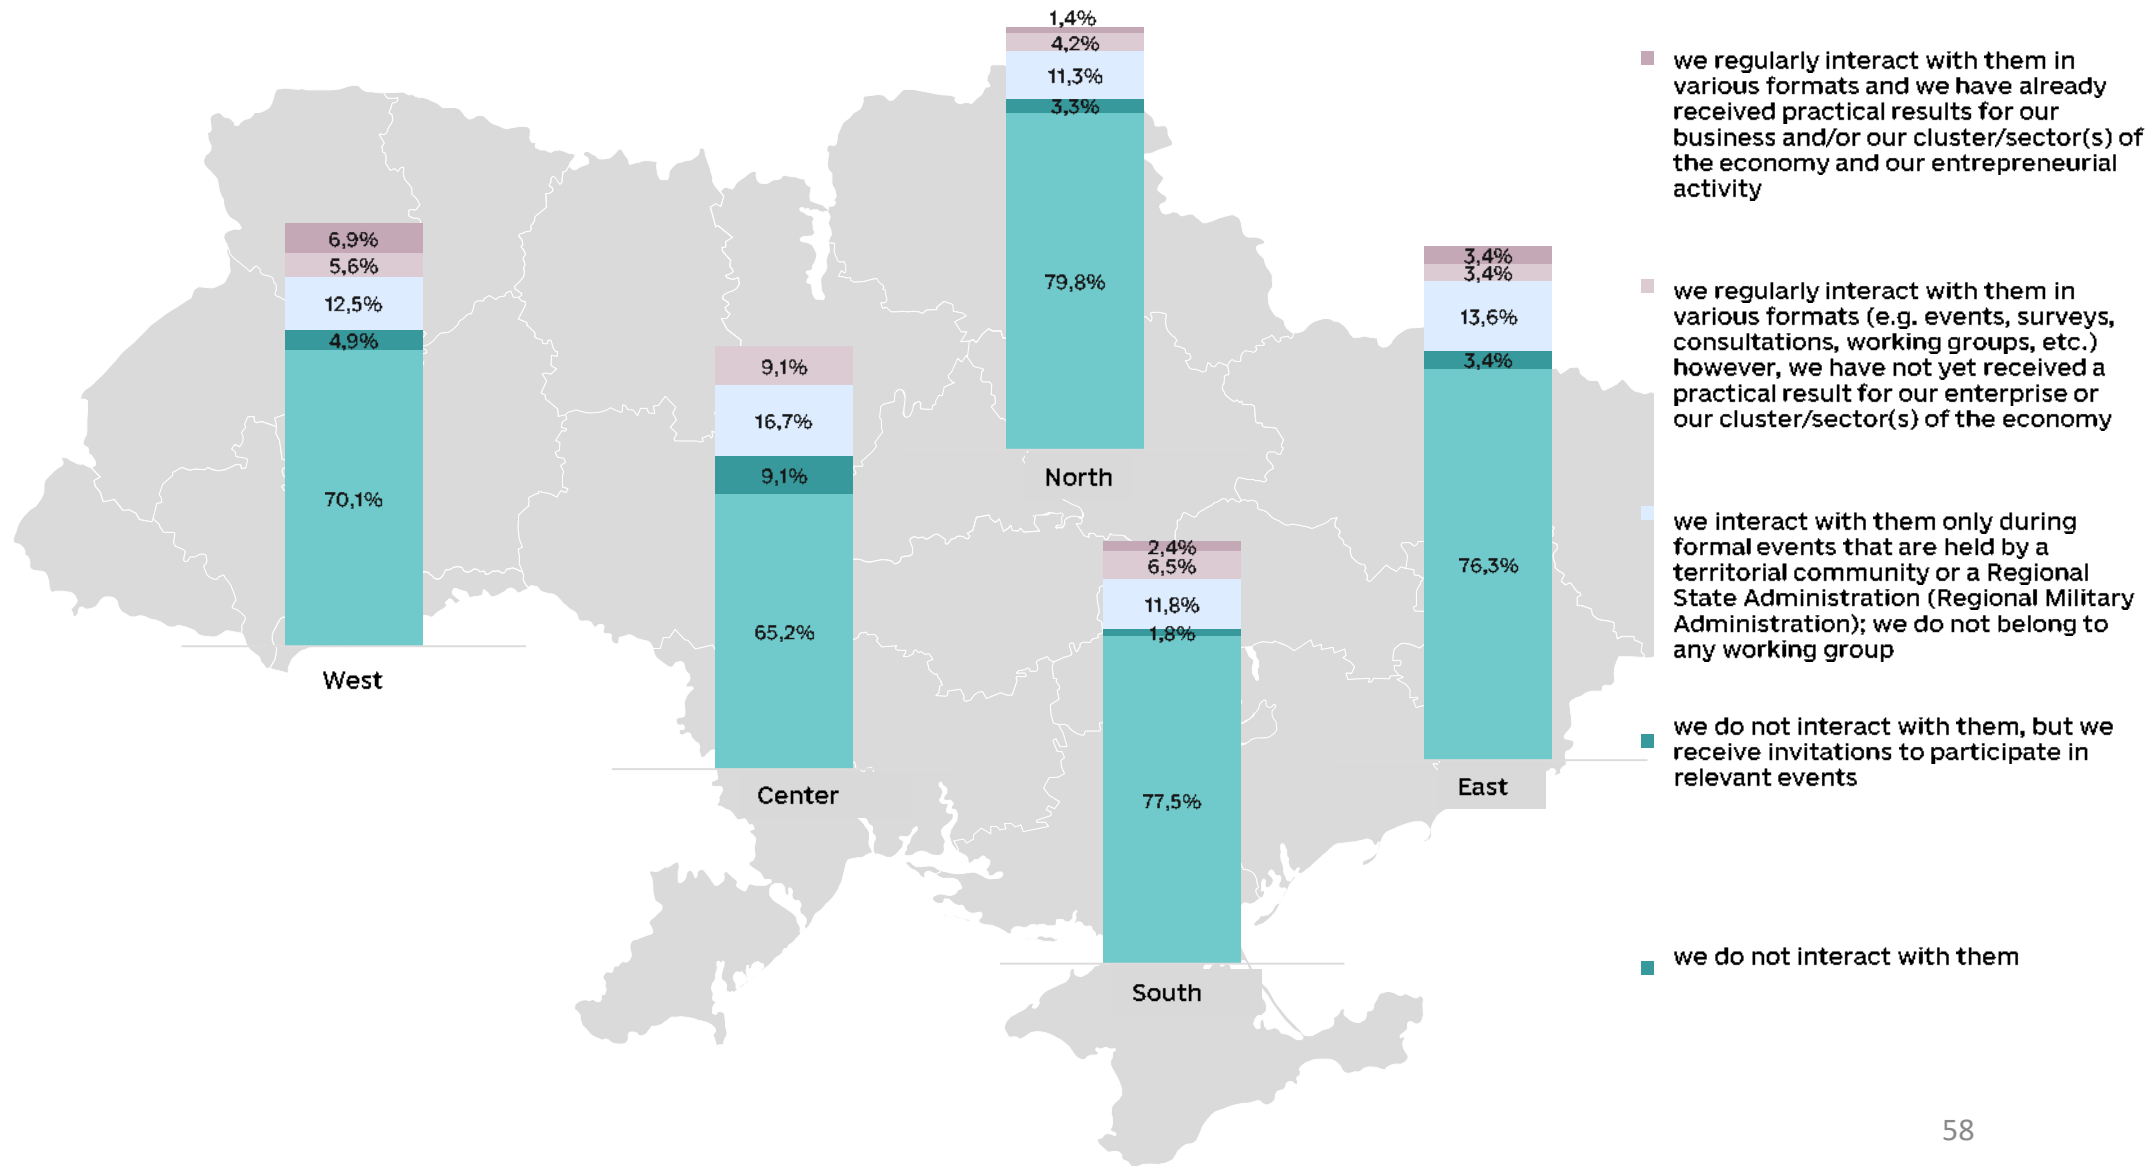 1,4%
4,2%
11,3%
3,3%
79,8%
North
6,9%
5,6%
12,5%
4,9%
70,1%
West
9,1%
16,7%
9,1%
65,2%
Center
2,4%
6,5%
11,8%
1,8%
77,5%
South
3,4%
3,4%
13,6%
3,4%
76,3%
East
we regularly interact with them in
various formats and we have already
received practical results for our
business and/or our cluster/sector(s) of
the economy and our entrepreneurial
activity
we regularly interact with them in
various formats (e.g. events, surveys,
consultations, working groups, etc.)
however, we have not yet received a
practical result for our enterprise or
our cluster/sector(s) of the economy
we interact with them only during
formal events that are held by a
territorial community or a Regional
State Administration (Regional Military
Administration); we do not belong to
any working group
we do not interact with them, but we
receive invitations to participate in
relevant events
we do not interact with them
58